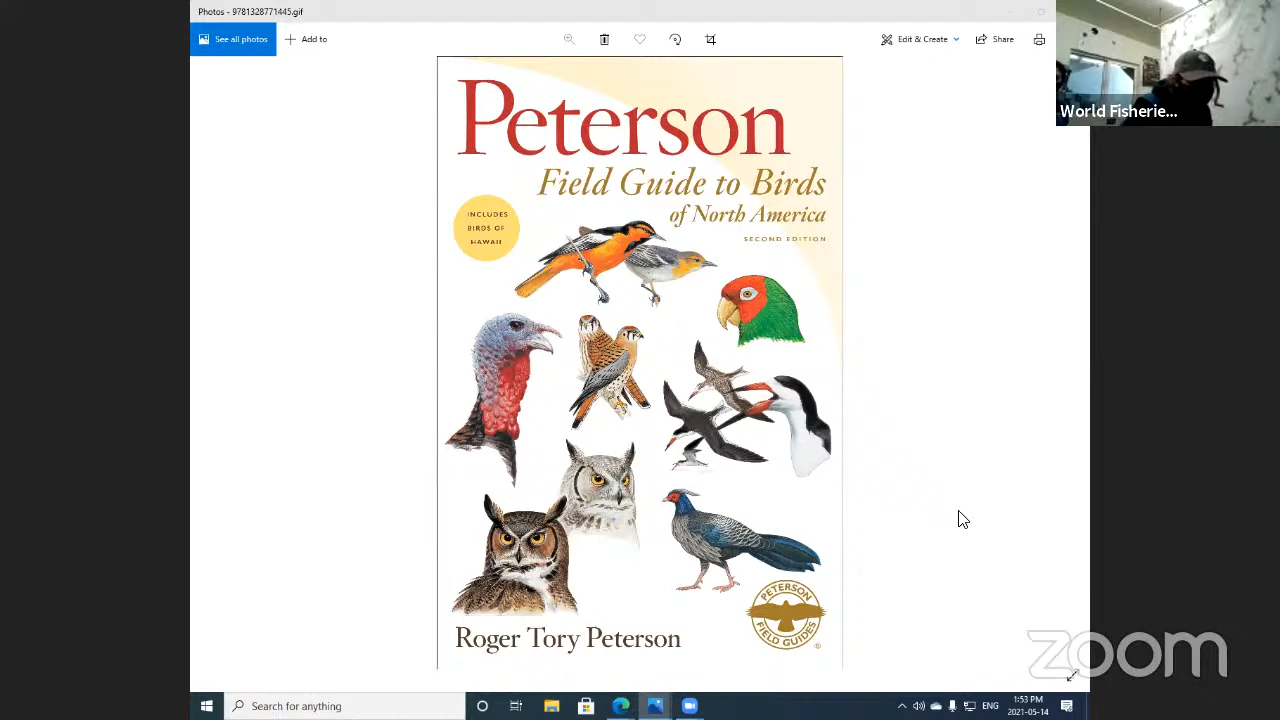 Photos - 9781328771445.gif
See all photos
Add to
Edit & Create
Share
World Fisherie...
Peterson
Field Guide to Birds
of North America
SECOND EDITION
INCLUDES
BIRDS OF
HAWAII
PETERSON
FIELD GUIDES
®
Roger Tory Peterson
zoom
Search for anything
ENG
1:53 PM
2021-05-14